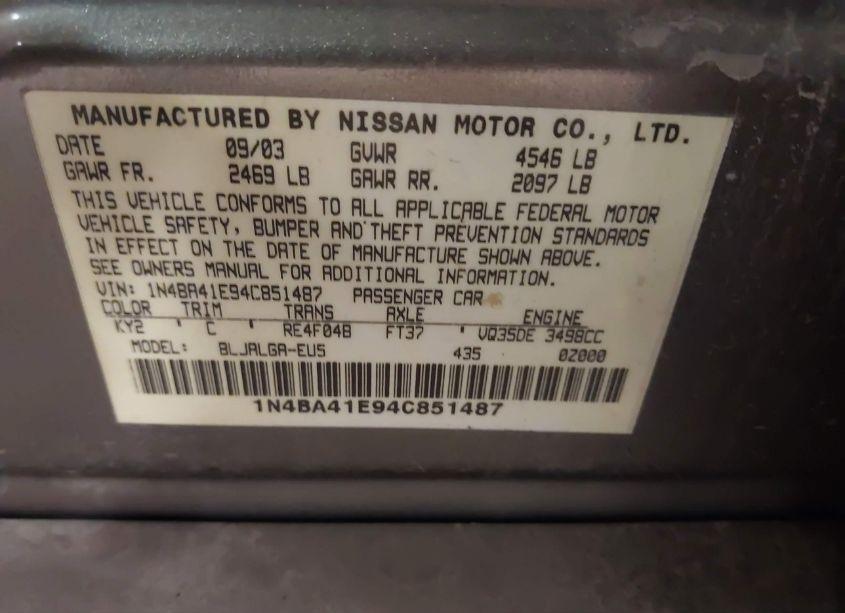 MANUFACTURED BY NISSAN MOTOR CO., LTD.
DATE 09/03 GVWR 4546 LB
GAWR FR. 2469 LB GAWR RR. 2097 LB
THIS VEHICLE CONFORMS TO ALL APPLICABLE FEDERAL MOTOR
VEHICLE SAFETY, BUMPER AND THEFT PREVENTION STANDARDS
IN EFFECT ON THE DATE OF MANUFACTURE SHOWN ABOVE.
SEE OWNERS MANUAL FOR ADDITIONAL INFORMATION.
VIN: 1N4BA41E94C851487 PASSENGER CAR
COLOR TRIM TRANS AXLE ENGINE
KY2 ' C ' RE4F04B FT37 ' VQ35DE 3498CC
MODEL: BLJALGA-EU5 435 0Z000
1N4BA41E94C851487